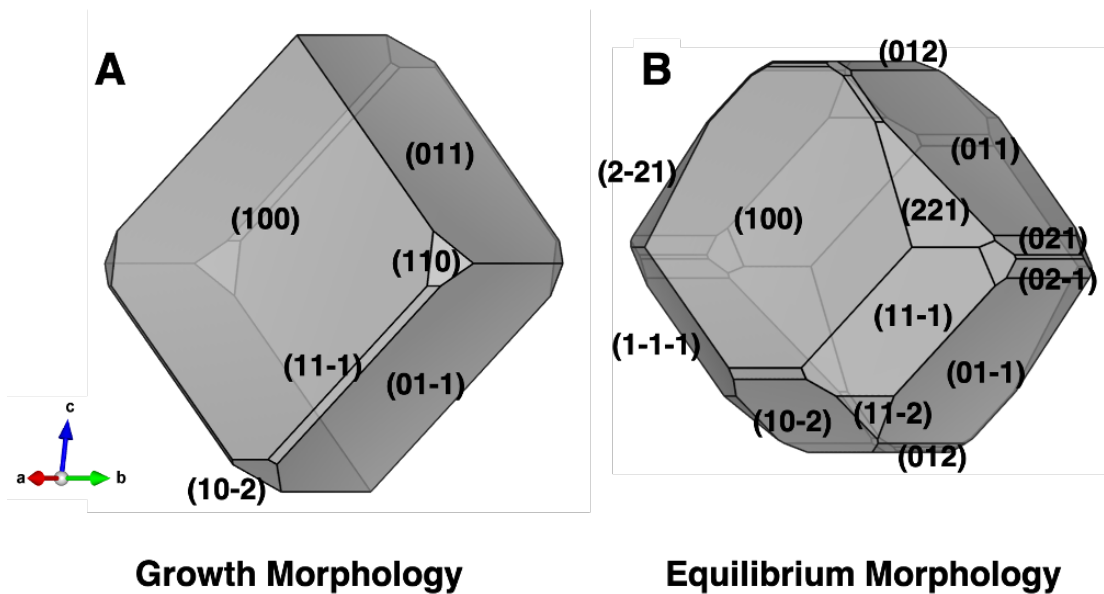 A
(011)
(100)
(110)
(11-1)
(01-1)
(10-2)
c
a
b
Growth Morphology
B
(012)
(011)
(2-21)
(100)
(221)
(021)
(02-1)
(11-1)
(1-1-1)
(01-1)
(10-2)
(11-2)
(012)
Equilibrium Morphology